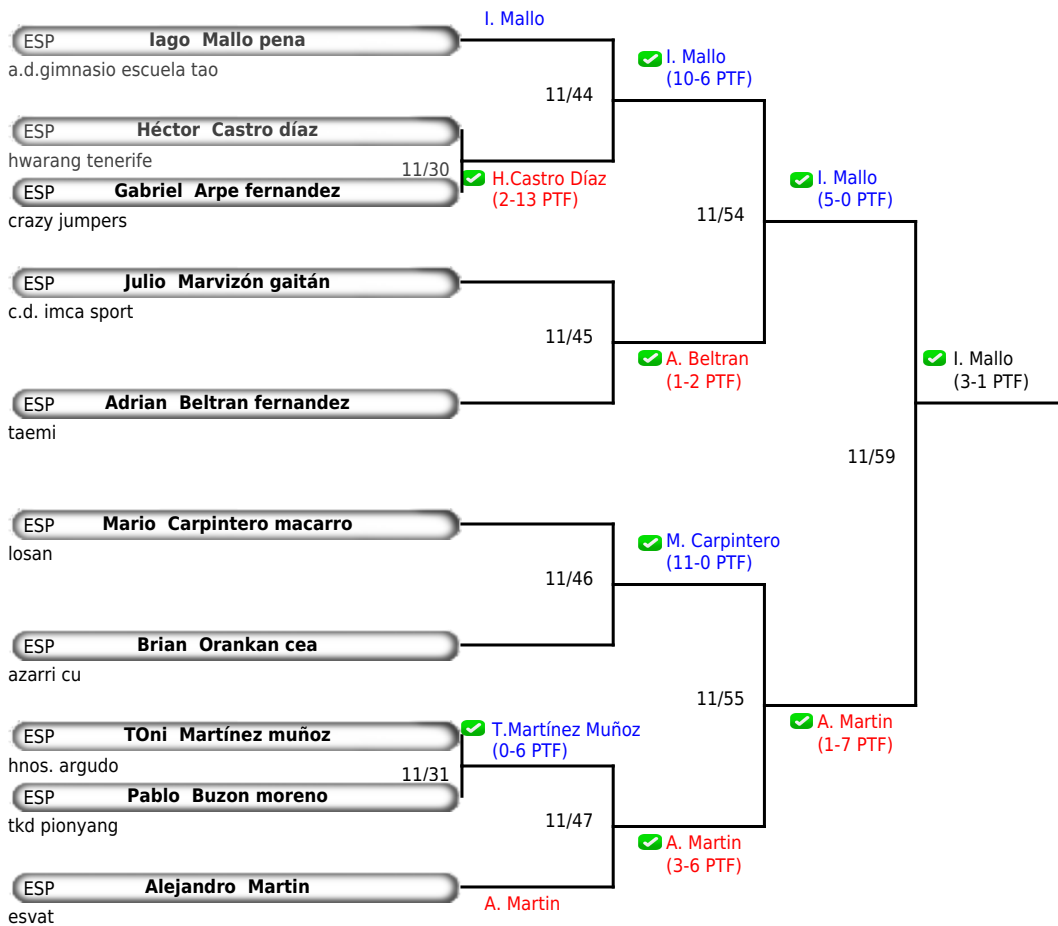 I. Mallo
ESP Iago Mallo pena
a.d.gimnasio escuela tao
I. Mallo
(10-6 PTF)
11/44
ESP Héctor Castro díaz
hwarang tenerife
11/30
H.Castro Díaz
(2-13 PTF)
ESP Gabriel Arpe fernandez
crazy jumpers
I. Mallo
(5-0 PTF)
11/54
ESP Julio Marvizón gaitán
c.d. imca sport
11/45
A. Beltran
(1-2 PTF)
I. Mallo
(3-1 PTF)
ESP Adrian Beltran fernandez
taemi
11/59
ESP Mario Carpintero macarro
losan
M. Carpintero
(11-0 PTF)
11/46
ESP Brian Orankan cea
azarri cu
11/55
A. Martin
(1-7 PTF)
ESP TOni Martínez muñoz
T.Martínez Muñoz
(0-6 PTF)
hnos. argudo
11/31
ESP Pablo Buzon moreno
tkd pionyang
11/47
A. Martin
(3-6 PTF)
ESP Alejandro Martin
A. Martin
esvat